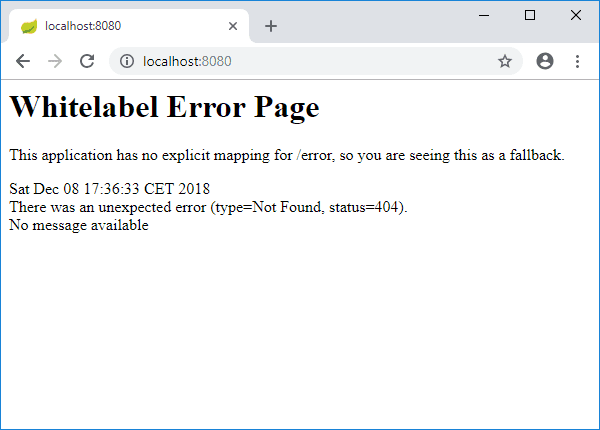 localhost:8080
localhost:8080
Whitelabel Error Page
This application has no explicit mapping for /error, so you are seeing this as a fallback.
Sat Dec 08 17:36:33 CET 2018
There was an unexpected error (type=Not Found, status=404).
No message available